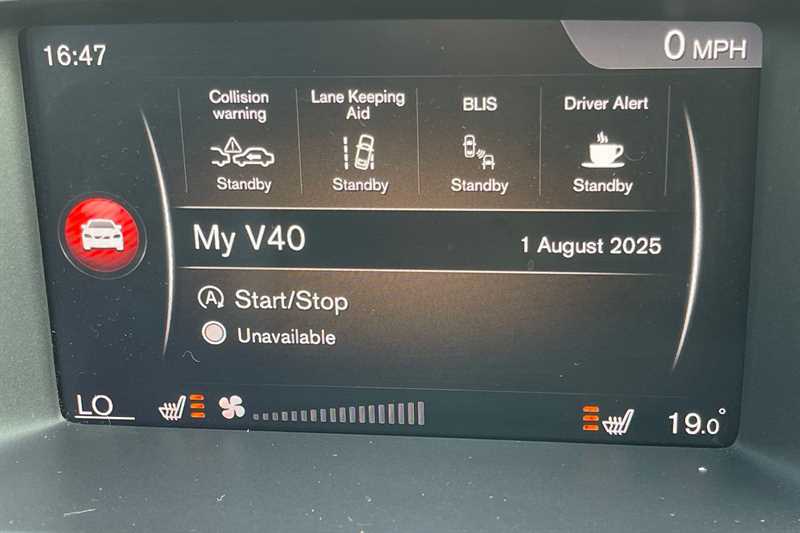 16:47
0 MPH
Collision
warning
Standby
Lane Keeping
Aid
Standby
BLIS
Standby
Driver Alert
Standby
My V40
1 August 2025
A Start/Stop
Unavailable
LO
19.0°